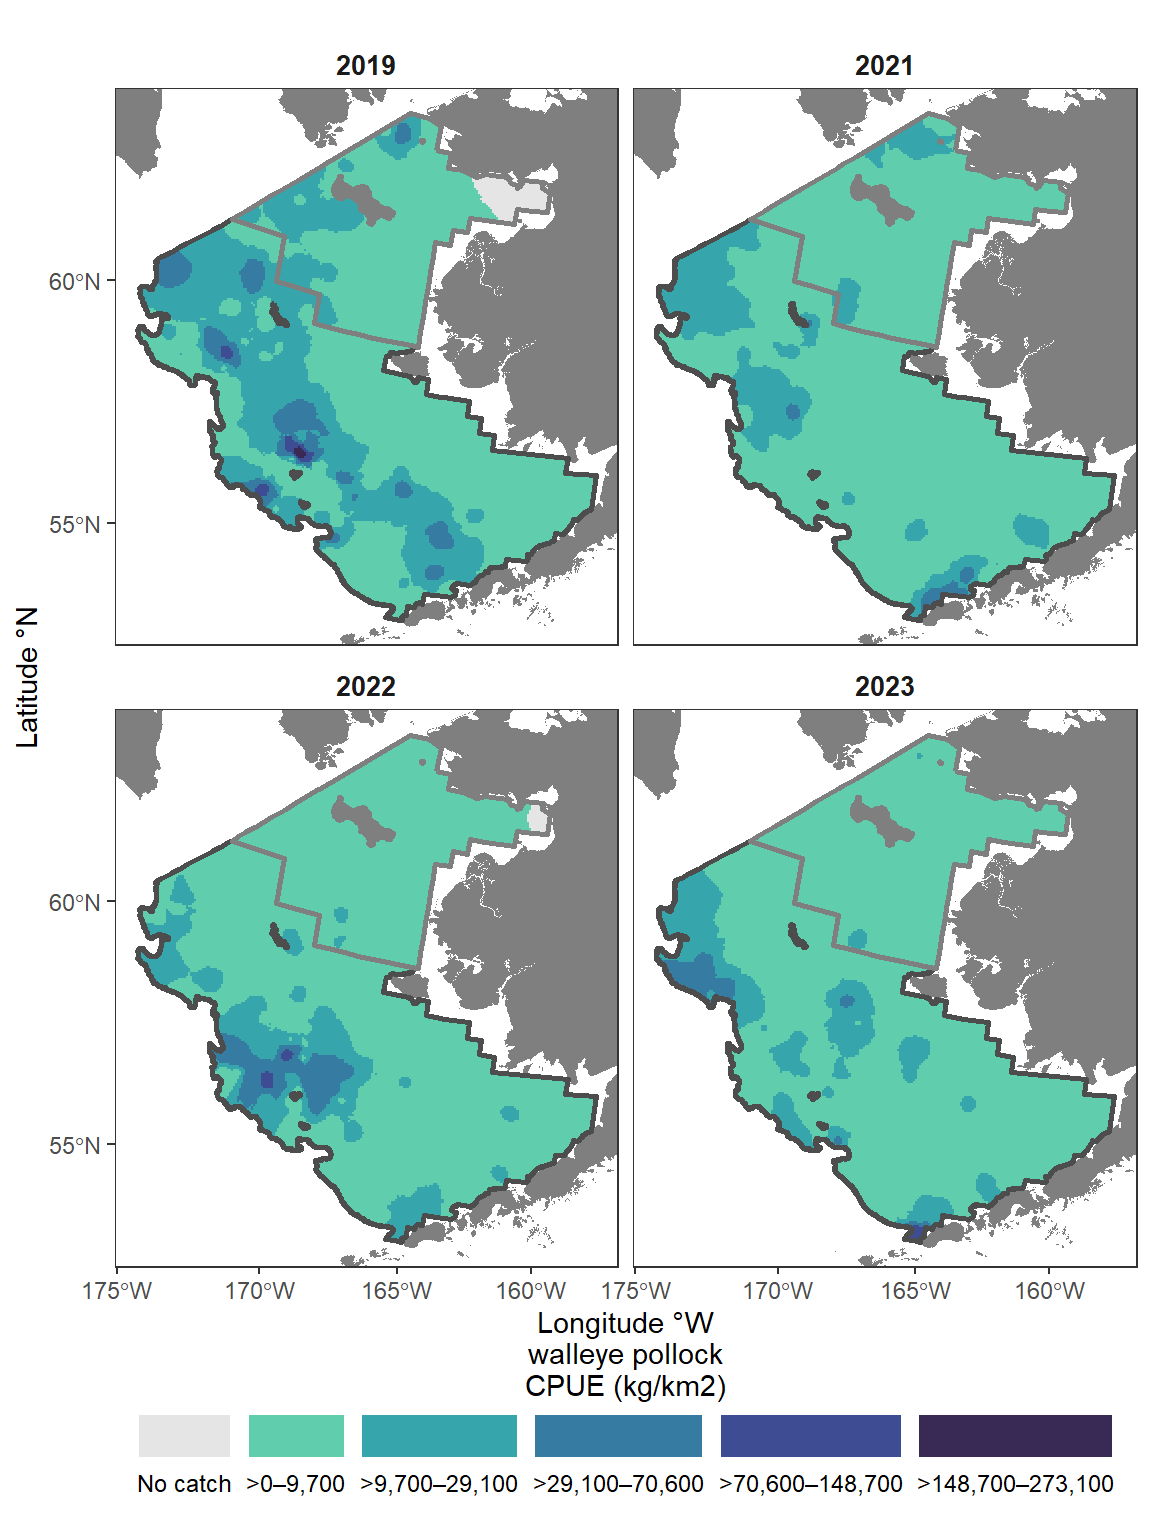 2019
2021
60°N
55°N
Latitude °N
2022
2023
60°N
55°N
175°W
170°W
165°W
160°W
175°W
170°W
165°W
160°W
Longitude °W
walleye pollock
CPUE (kg/km2)
No catch
>0–9,700
>9,700–29,100
>29,100–70,600
>70,600–148,700
>148,700–273,100